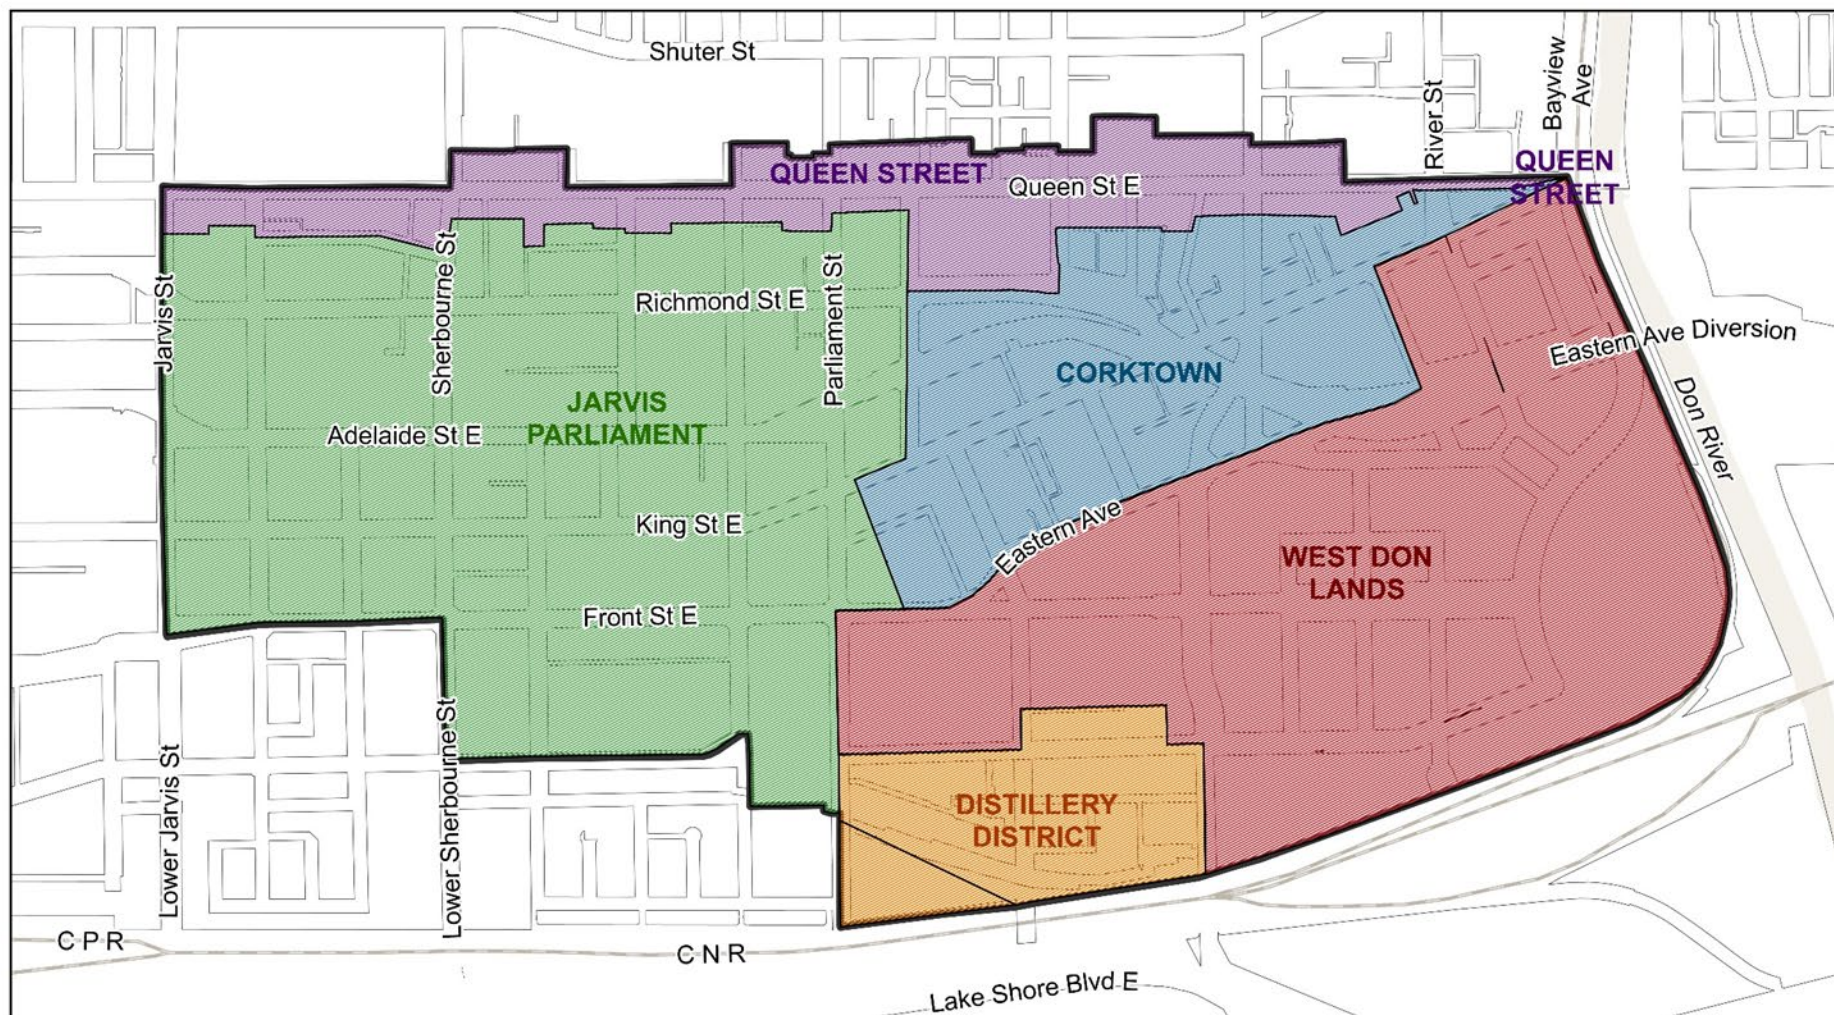 Shuter St
Bayview
Ave
River St
QUEEN STREET
Queen St E
QUEEN
STREET
Jarvis St
Sherbourne St
Richmond St E
Parliament St
Eastern Ave Diversion
CORKTOWN
JARVIS
PARLIAMENT
Adelaide St E
Don River
King St E
Eastern Ave
WEST DON
LANDS
Front St E
Lower Jarvis St
Lower Sherbourne St
DISTILLERY
DISTRICT
C P R
C N R
Lake Shore Blvd E